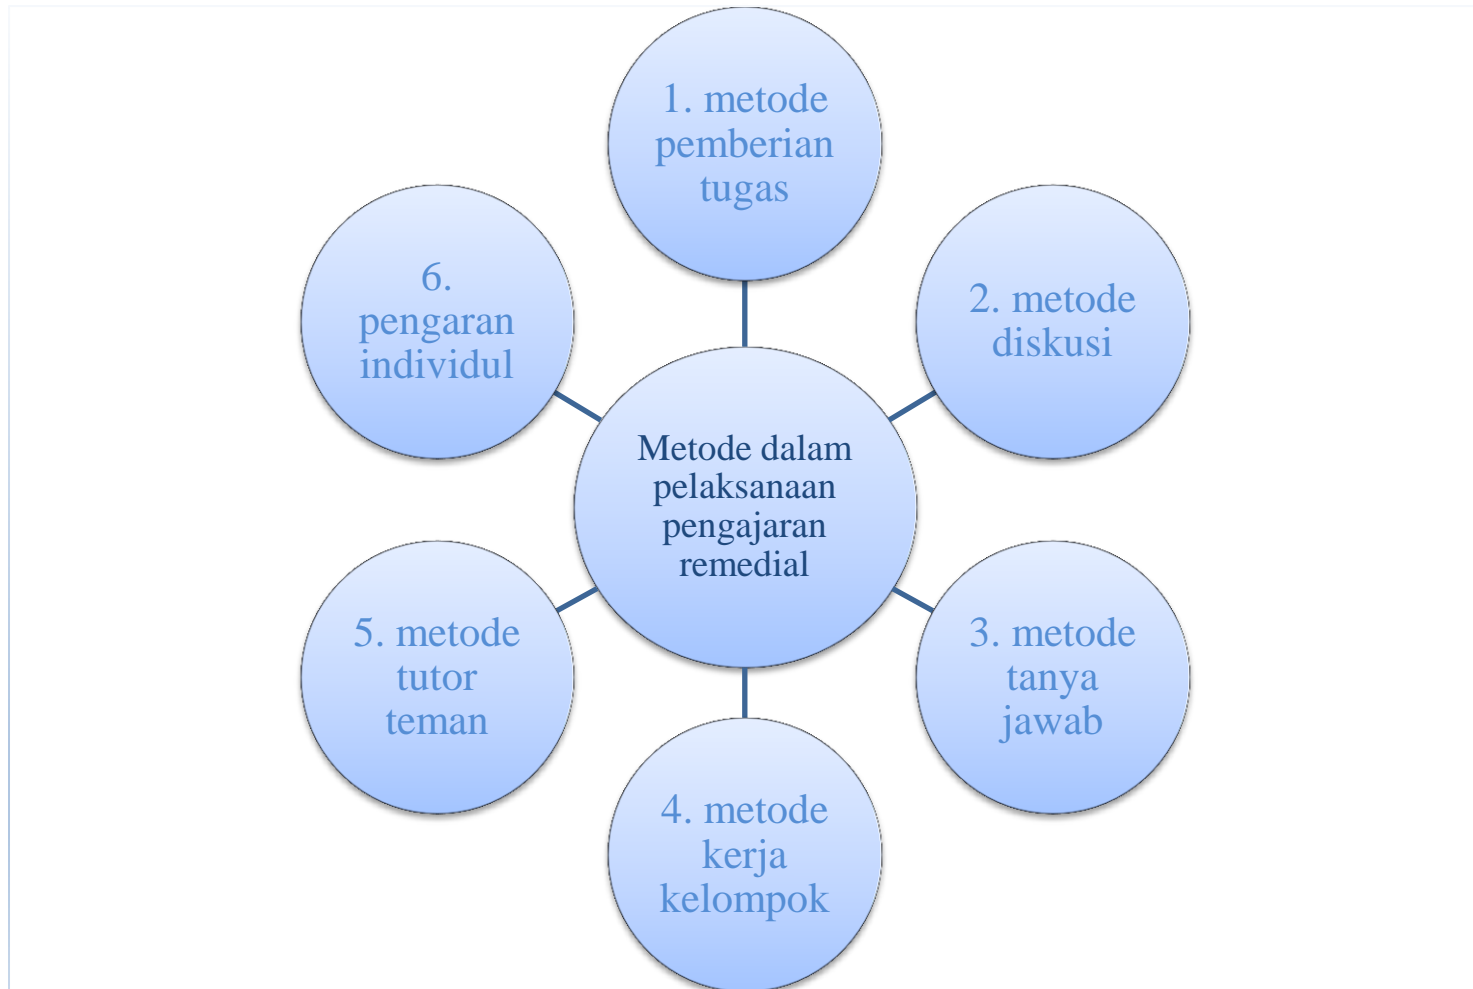 1. metode
pemberian
tugas
2. metode
diskusi
3. metode
tanya
jawab
4. metode
kerja
kelompok
5. metode
tutor
teman
6.
pengaran
individul
Metode dalam
pelaksanaan
pengajaran
remedial